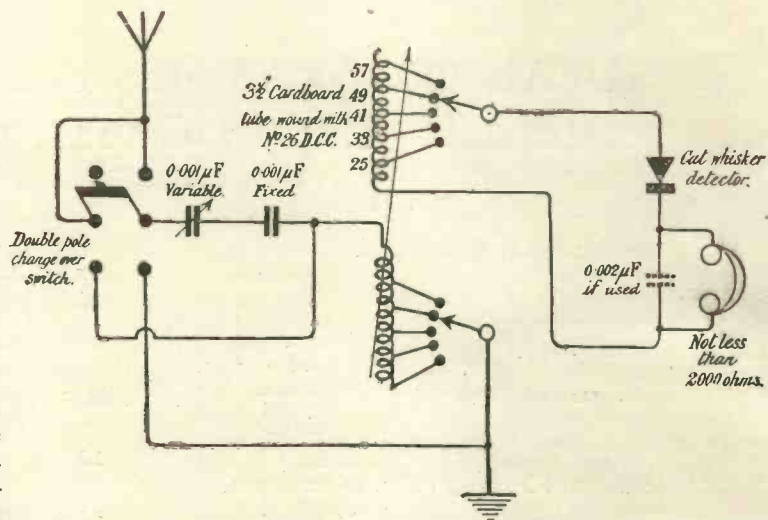 57
3½" Cardboard
49
tube wound with
41
Nº 26 D.C.C.
33
25
0·001µF
Variable.
0·001µF
Fixed.
Cat whisker
detector.
Double pole
change over
switch.
0·002µF
if used
Not less
than
2000 ohms.